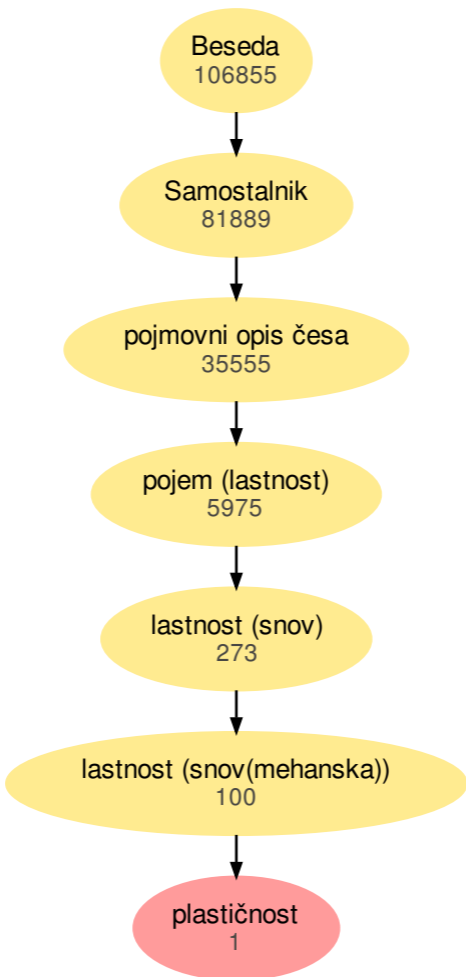 Beseda
106855
Samostalnik
81889
pojmovni opis česa
35555
pojem (lastnost)
5975
lastnost (snov)
273
lastnost (snov(mehanska))
100
plastičnost
1